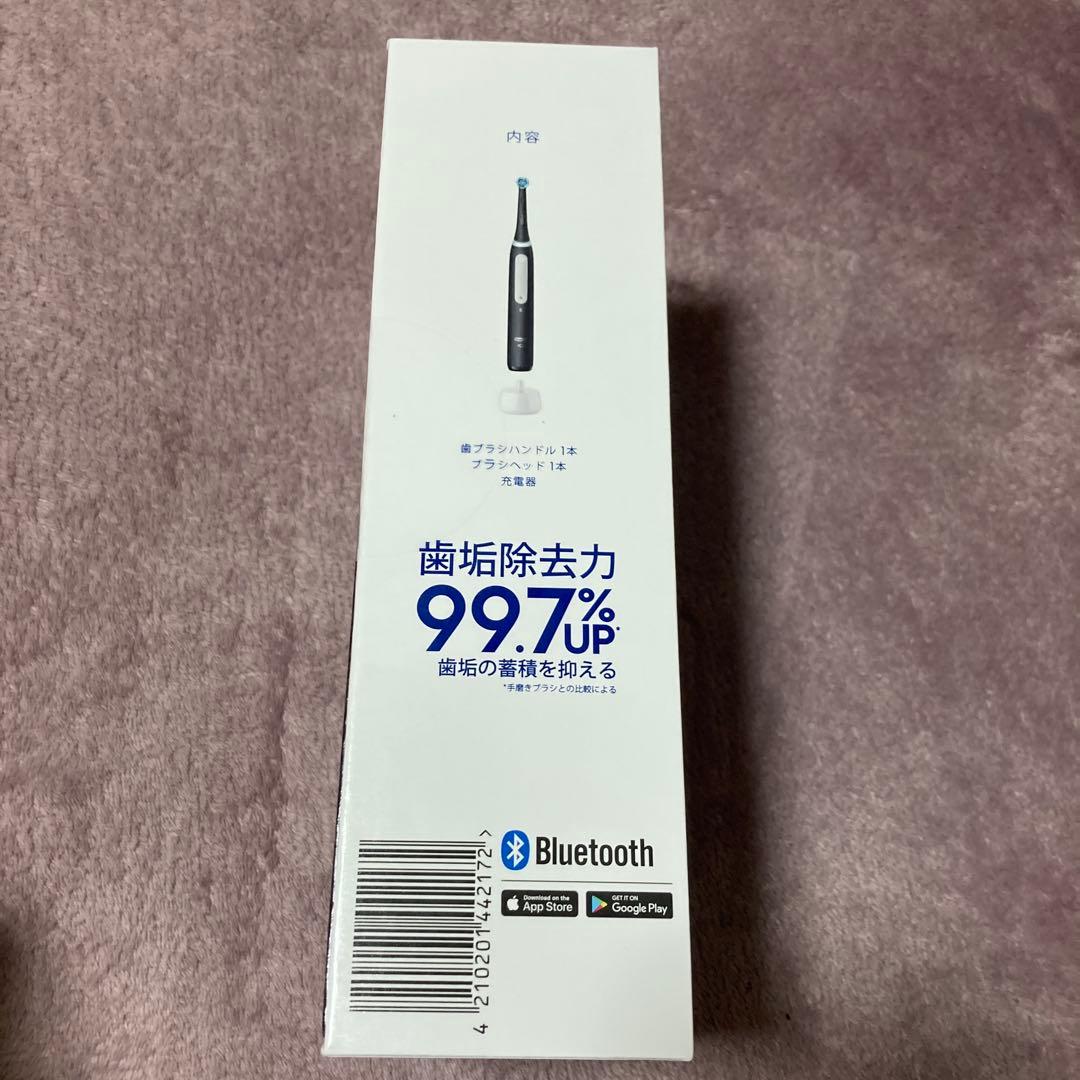 内容
歯ブラシハンドル 1本
ブラシヘッド 1本
充電器
歯垢除去力
99.7%UP*
歯垢の蓄積を抑える
*手磨きブラシとの比較による
Bluetooth
Download on the
App Store
GET IT ON
Google Play
4 210201 442172 >